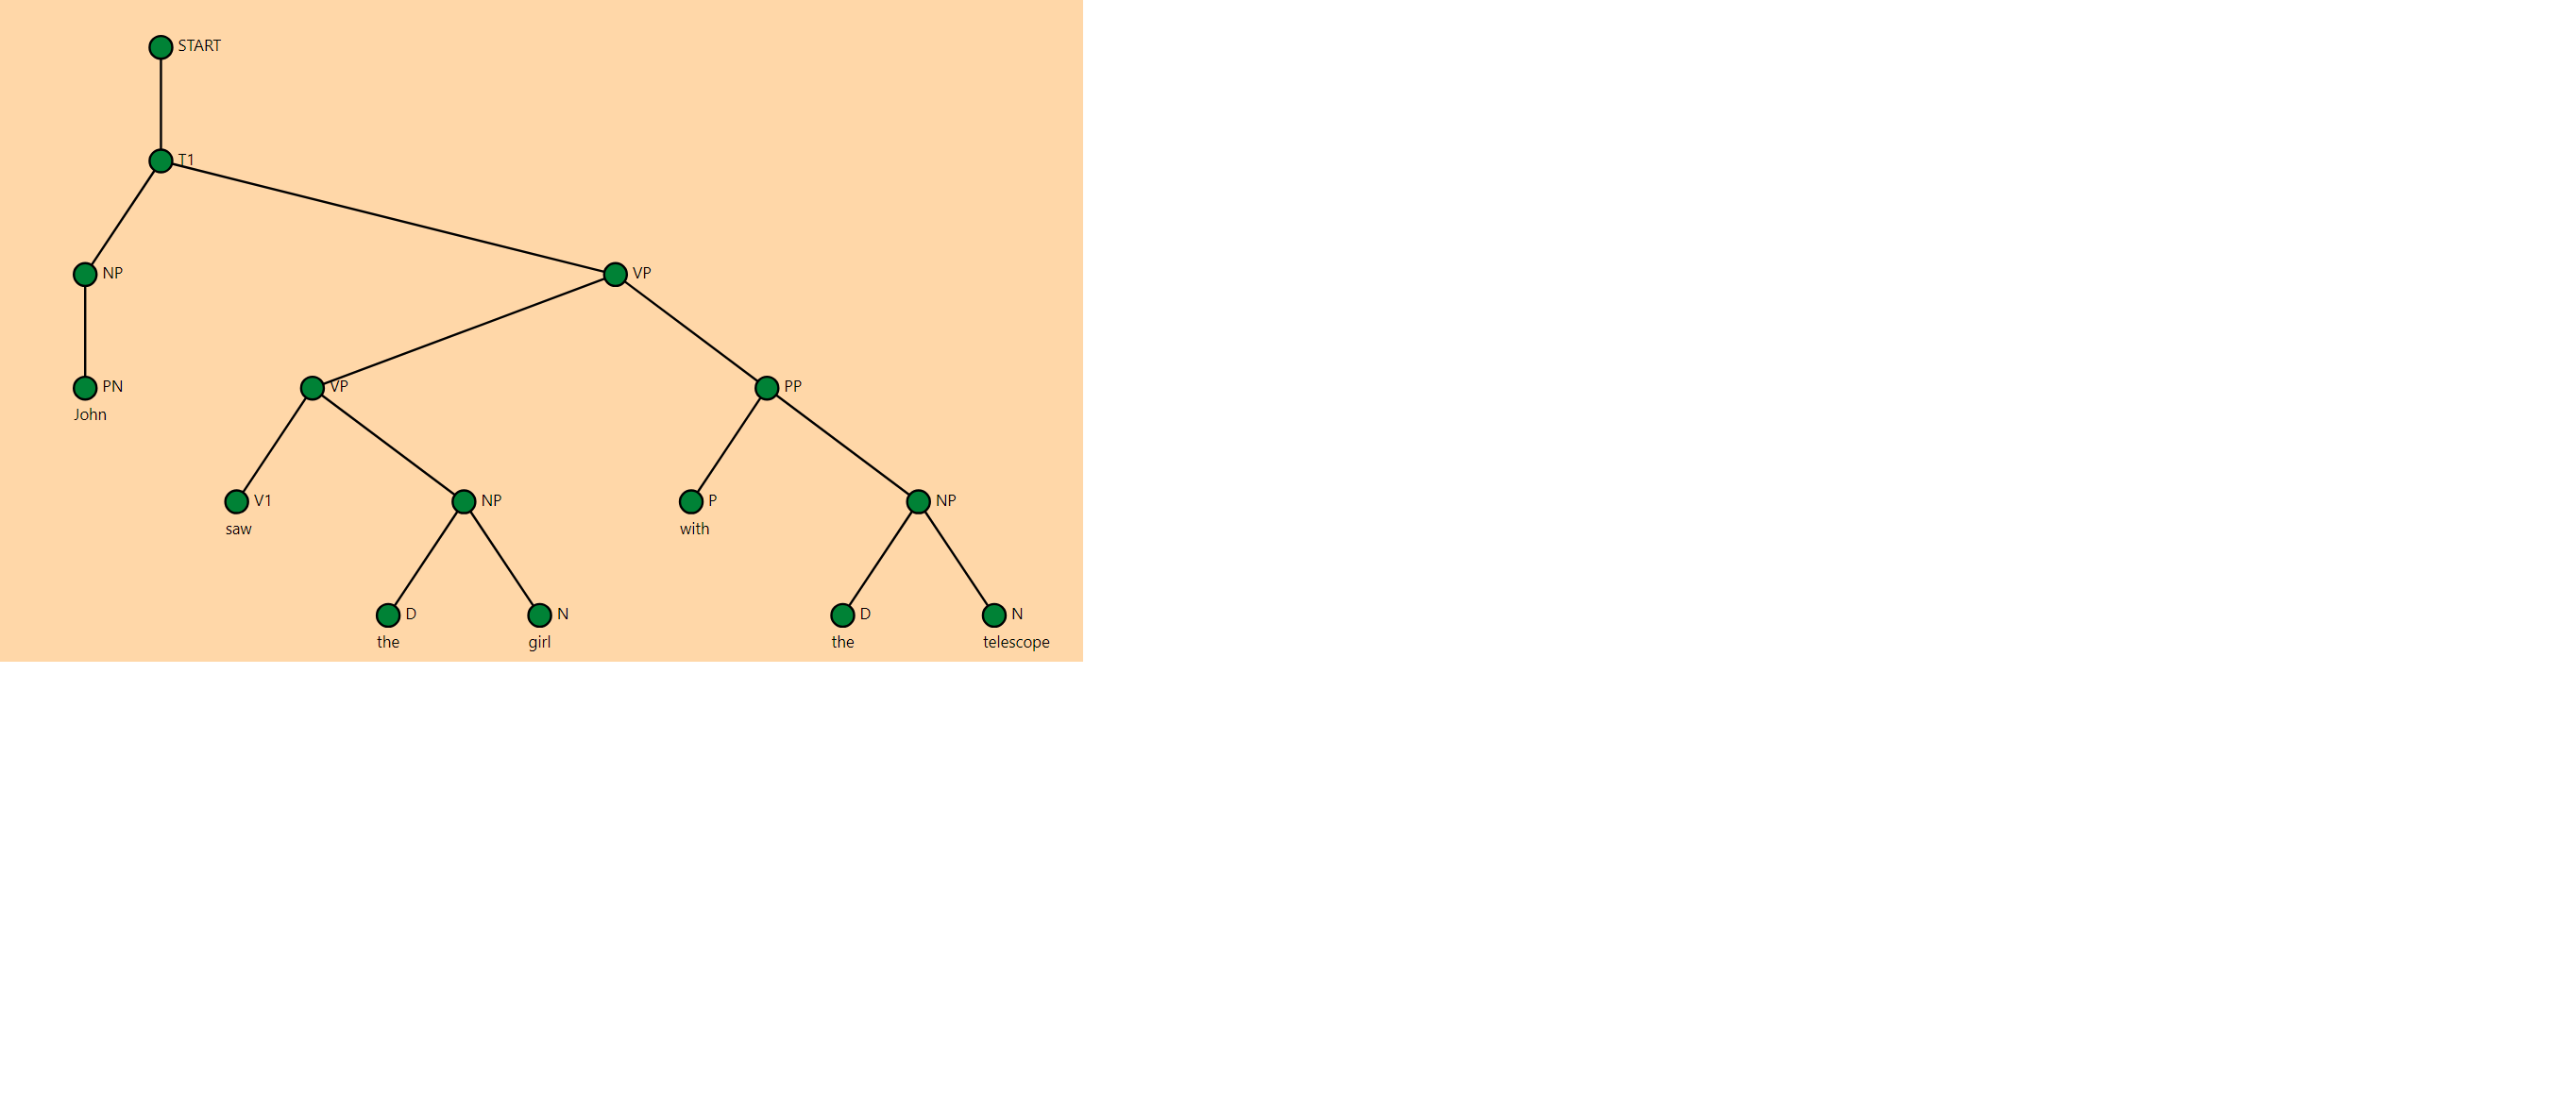 START
T1
NP VP
PN VP PP
John
V1 NP P NP
saw with
D N D N
the girl the telescope